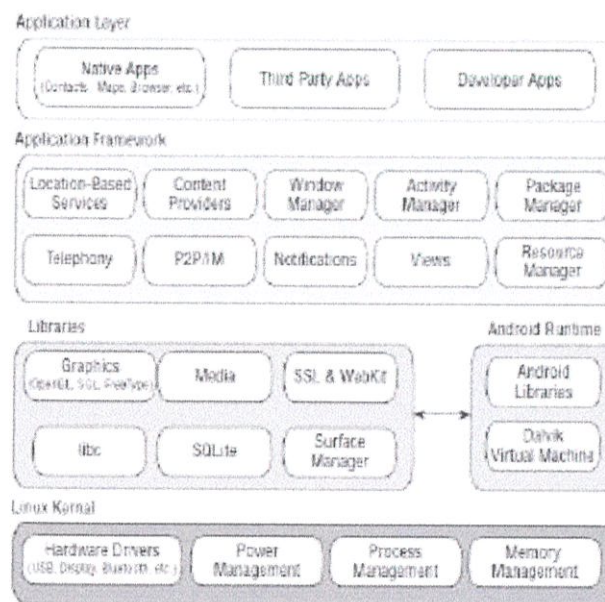 Application Layer
Native Apps
(Contacts, Maps, Browser, etc.)
Third Party Apps
Developer Apps
Application Framework
Location-Based
Services
Content
Providers
Window
Manager
Activity
Manager
Package
Manager
Telephony
P2P/IM
Notifications
Views
Resource
Manager
Libraries
Graphics
(OpenGL, SGL, FreeType)
Media
SSL & WebKit
libc
SQLite
Surface
Manager
Android Runtime
Android
Libraries
Dalvik
Virtual Machine
Linux Kernel
Hardware Drivers
(USB, Display, Bluetooth, etc.)
Power
Management
Process
Management
Memory
Management